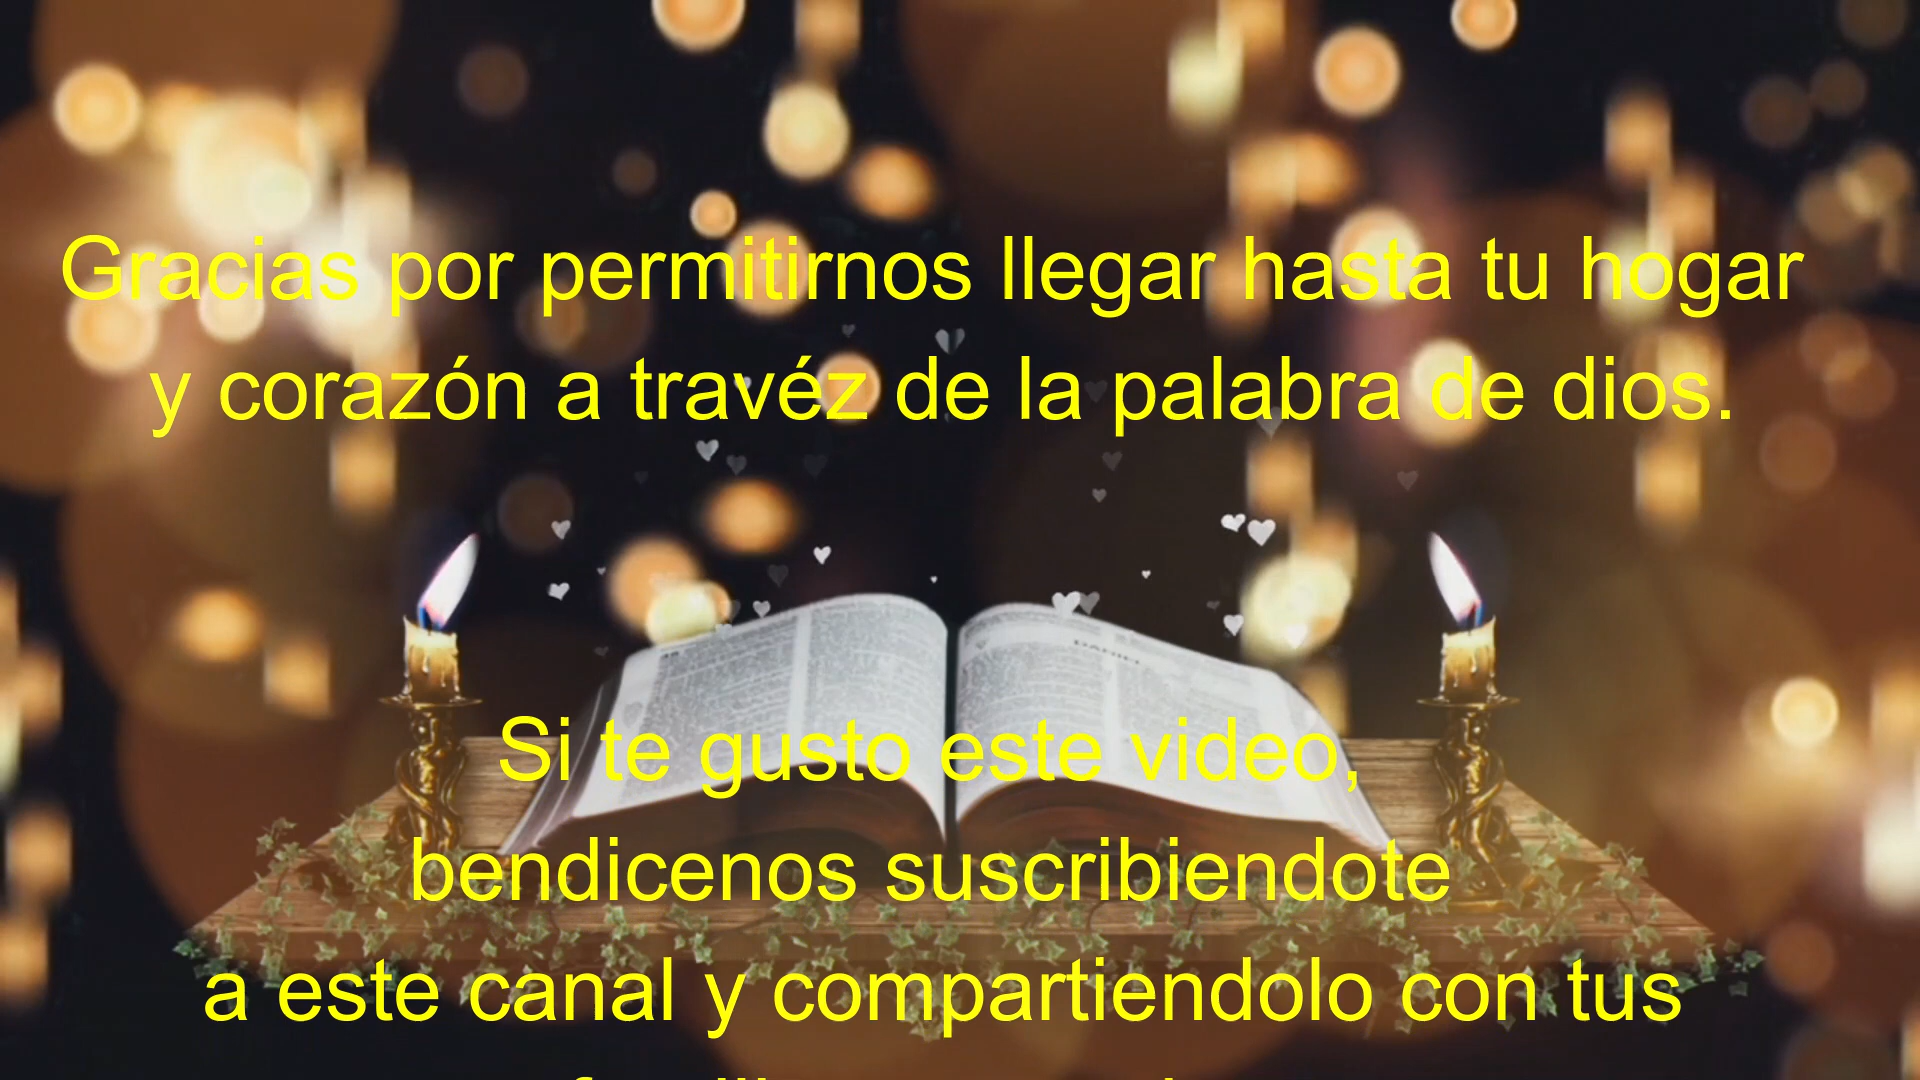 Gracias por permitirnos llegar hasta tu hogar
y corazón a travéz de la palabra de dios.
DANIEL
Si te gusto este video,
bendicenos suscribiendote
a este canal y compartiendolo con tus